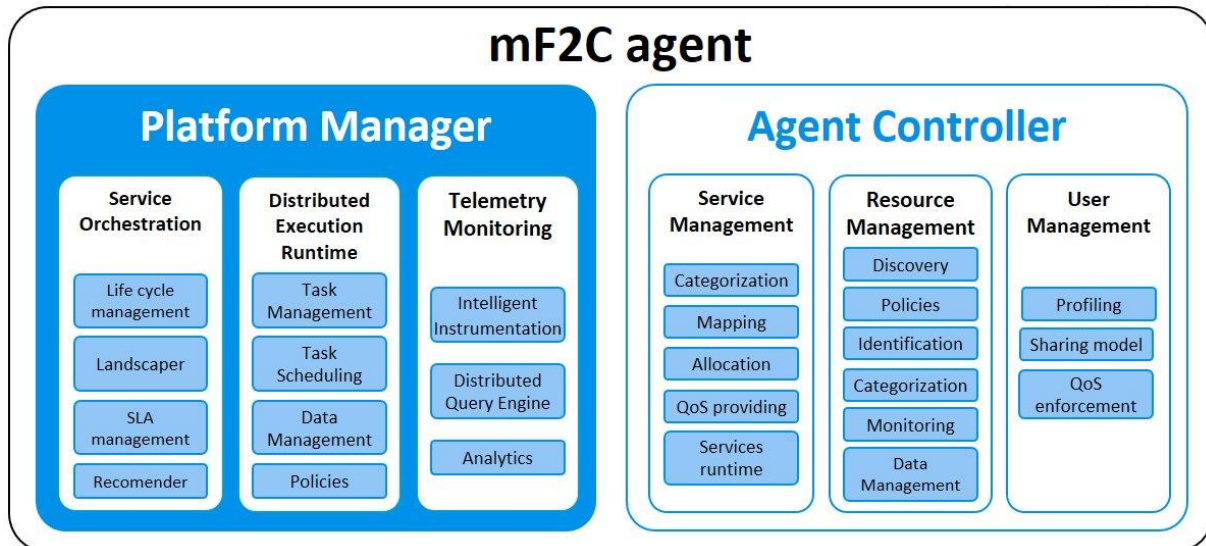 mF2C agent
Platform Manager
Service
Orchestration
Life cycle
management
Landscaper
SLA
management
Recomender
Distributed
Execution
Runtime
Task
Management
Task
Scheduling
Data
Management
Policies
Telemetry
Monitoring
Intelligent
Instrumentation
Distributed
Query Engine
Analytics
Agent Controller
Service
Management
Categorization
Mapping
Allocation
QoS providing
Services
runtime
Resource
Management
Discovery
Policies
Identification
Categorization
Monitoring
Data
Management
User
Management
Profiling
Sharing model
QoS
enforcement